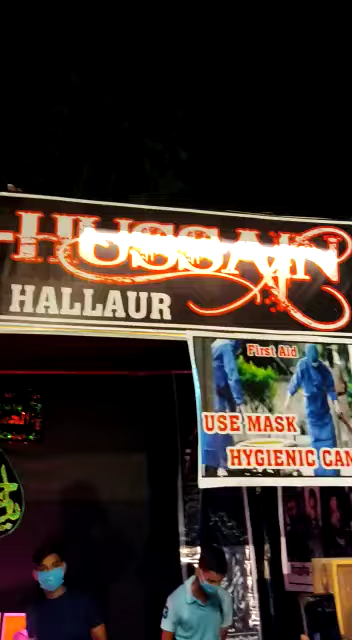 -HUSSAIN
HALLAUR
First Aid
USE MASK
HYGIENIC CAN